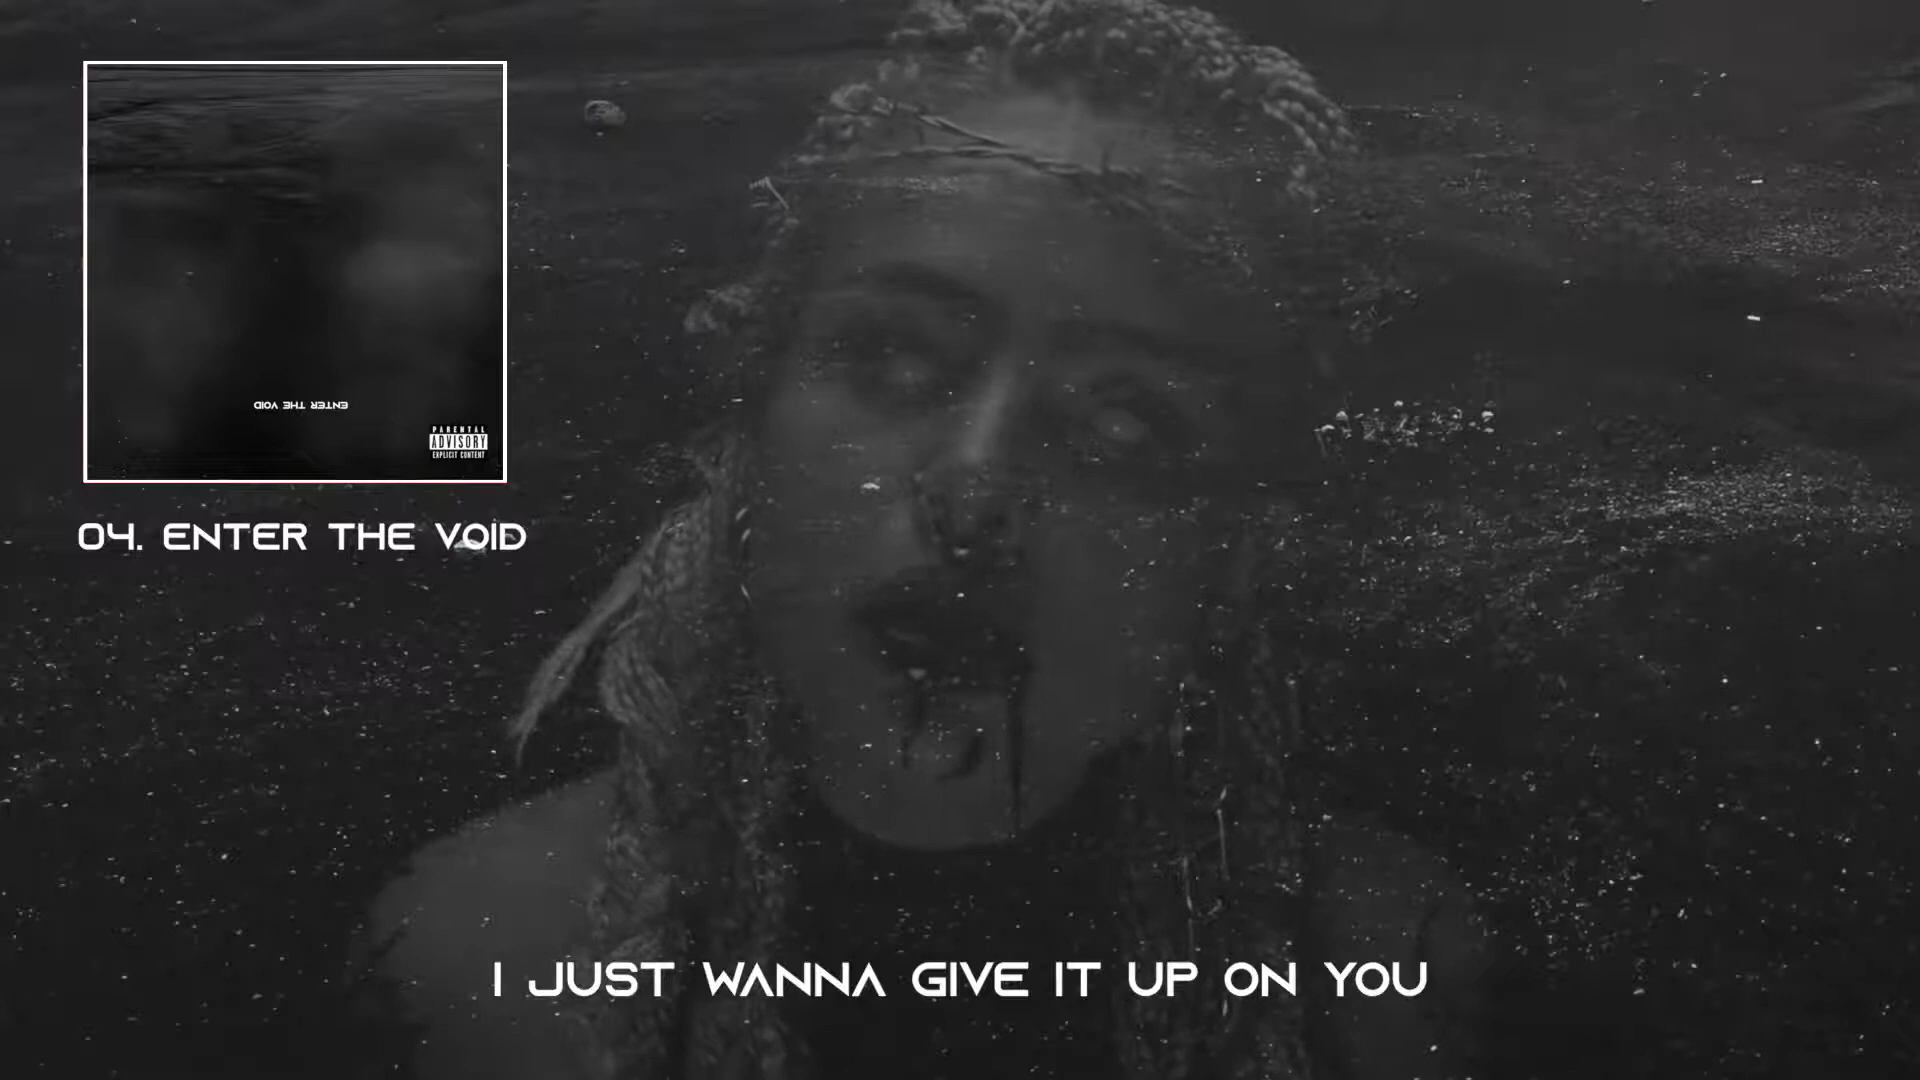 ENTER THE VOID
PARENTAL
ADVISORY
EXPLICIT CONTENT
04. ENTER THE VOID
I JUST WANNA GIVE IT UP ON YOU